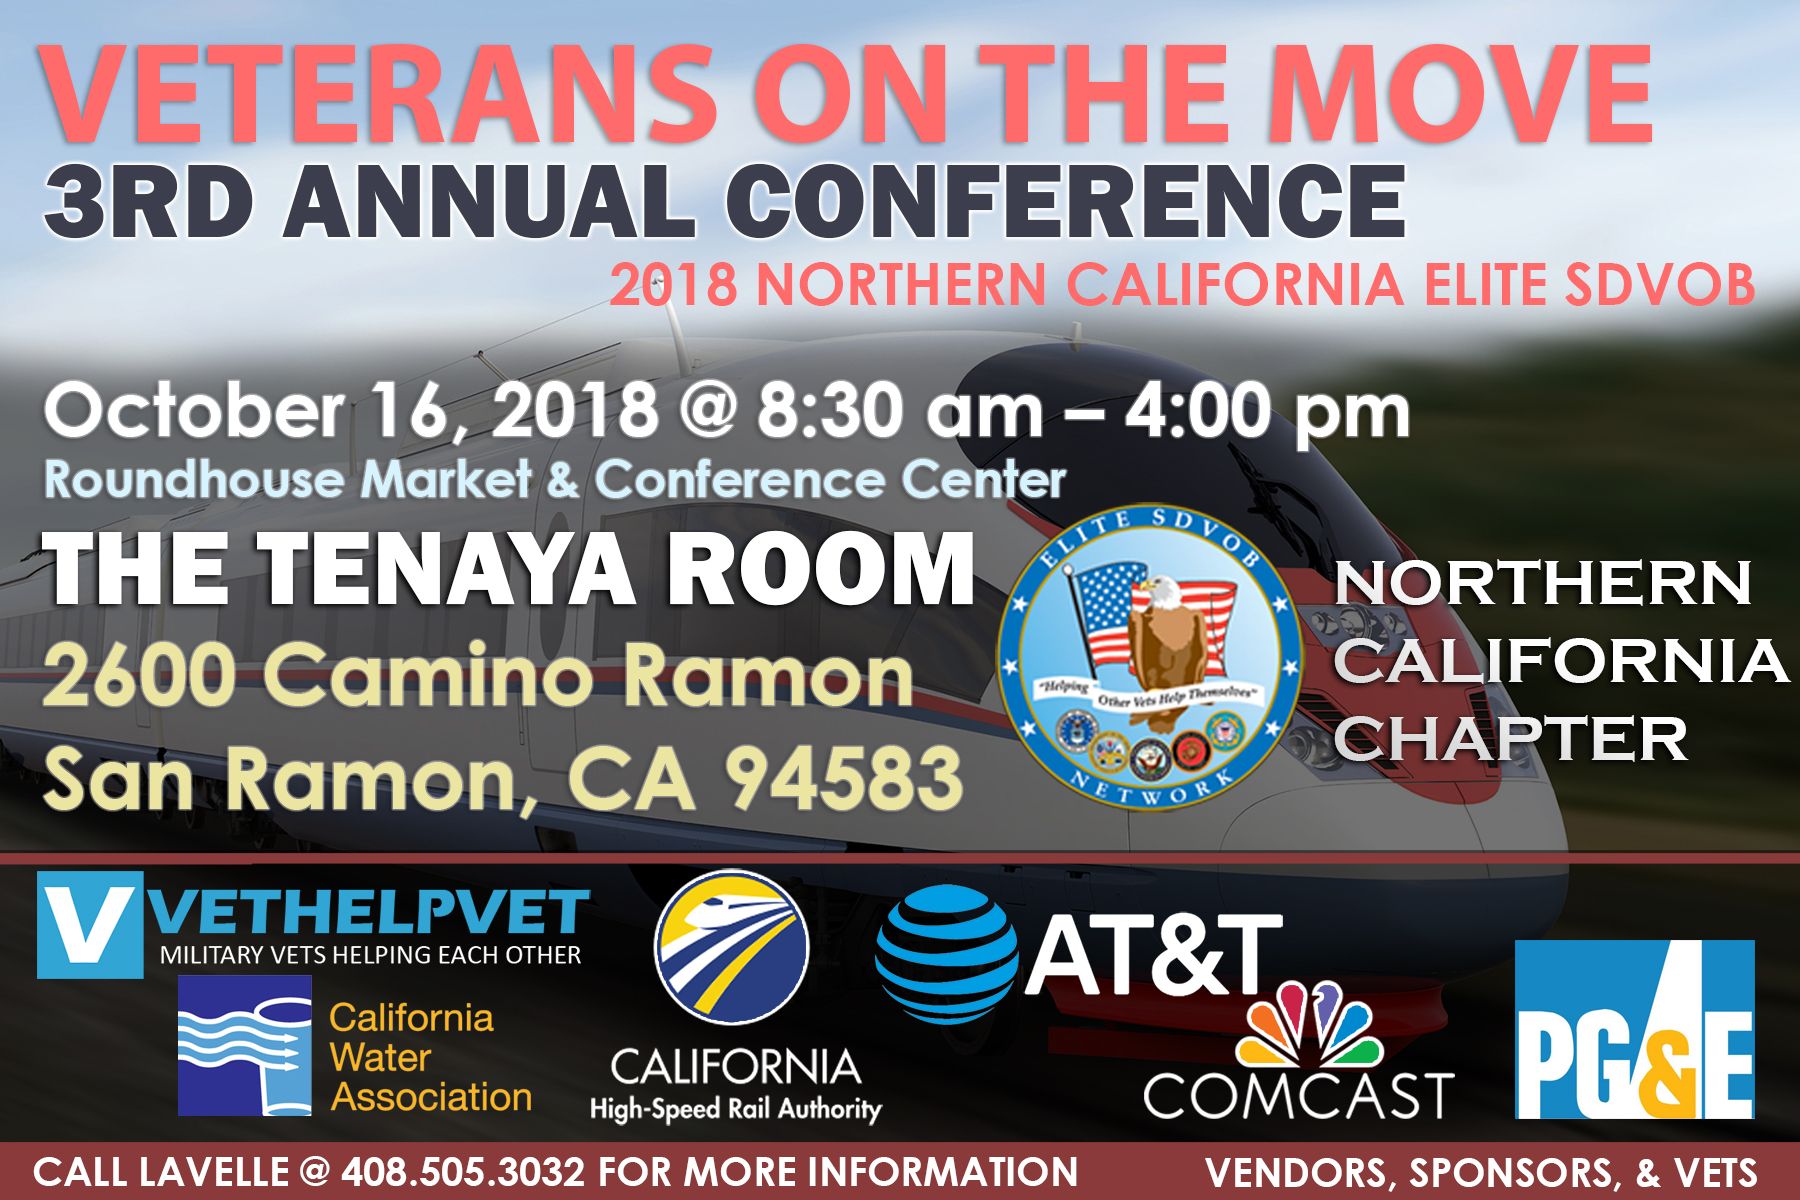 VETERANS ON THE MOVE
3RD ANNUAL CONFERENCE
2018 NORTHERN CALIFORNIA ELITE SDVOB
October 16, 2018 @ 8:30 am – 4:00 pm
Roundhouse Market & Conference Center
THE TENAYA ROOM
2600 Camino Ramon
San Ramon, CA 94583
ELITE SDVOB
"Helping
Other Vets Help Themselves"
NETWORK
NORTHERN
CALIFORNIA
CHAPTER
V VETHELPVET
MILITARY VETS HELPING EACH OTHER
California
Water
Association
CALIFORNIA
High-Speed Rail Authority
AT&T
COMCAST
PG&E
CALL LAVELLE @ 408.505.3032 FOR MORE INFORMATION
VENDORS, SPONSORS, & VETS